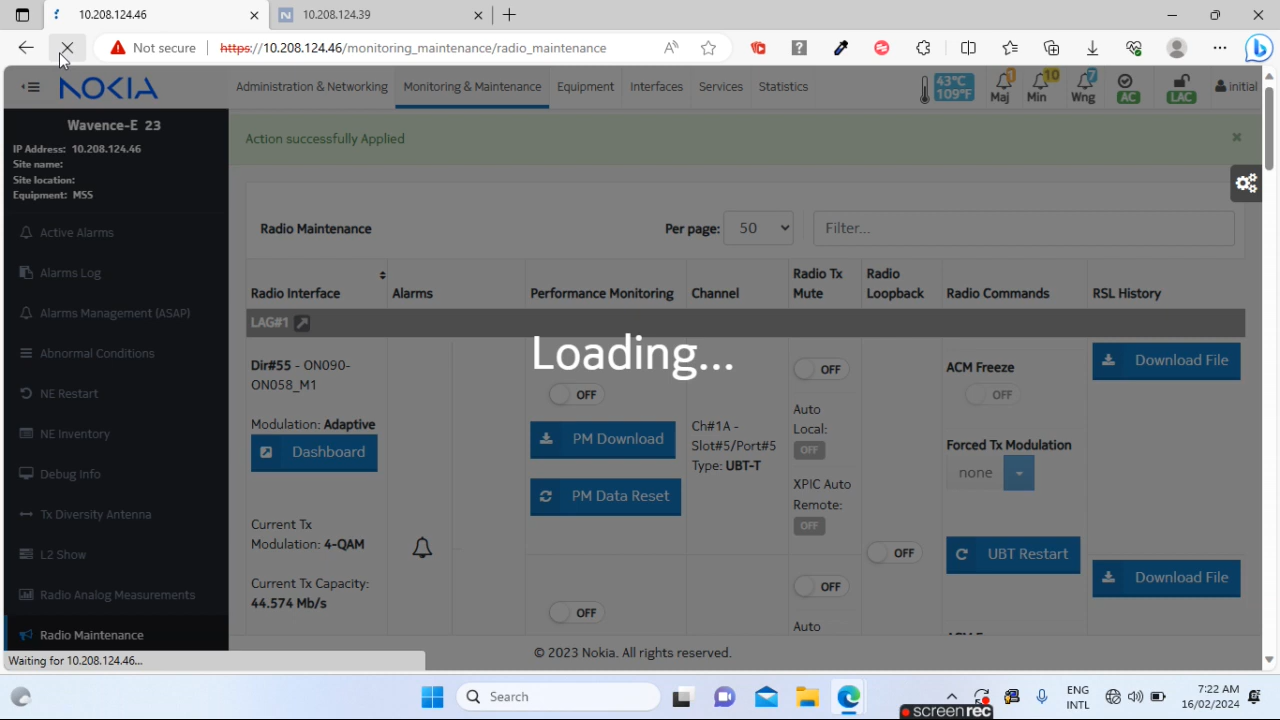 10.208.124.46
10.208.124.39
Not secure
https://10.208.124.46/monitoring_maintenance/radio_maintenance
NOKIA
Administration & Networking
Monitoring & Maintenance
Equipment
Interfaces
Services
Statistics
43°C
109°F
1
Maj
10
Min
7
Wng
AC
LAC
Initial
Wavence-E 23
IP Address: 10.208.124.46
Site name:
Site location:
Equipment: MSS
Active Alarms
Alarms Log
Alarms Management (ASAP)
Abnormal Conditions
NE Restart
NE Inventory
Debug Info
Tx Diversity Antenna
L2 Show
Radio Analog Measurements
Radio Maintenance
Action successfully Applied
Radio Maintenance
Per page:
50
Filter...
Radio Interface
Alarms
Performance Monitoring
Channel
Radio Tx
Mute
Radio
Loopback
Radio Commands
RSL History
LAG#1
Loading...
Dir#55 - ON090-
ON058_M1
Modulation: Adaptive
Dashboard
Current Tx
Modulation: 4-QAM
Current Tx Capacity:
44.574 Mb/s
OFF
PM Download
PM Data Reset
OFF
Ch#1A -
Slot#5/Port#5
Type: UBT-T
OFF
Auto
Local:
OFF
XPIC Auto
Remote:
OFF
OFF
Auto
OFF
ACM Freeze
OFF
Forced Tx Modulation
none
UBT Restart
ACM Freeze
Download File
Download File
© 2023 Nokia. All rights reserved.
Waiting for 10.208.124.46...
Search
ENG
INTL
7:22 AM
16/02/2024
screenrec